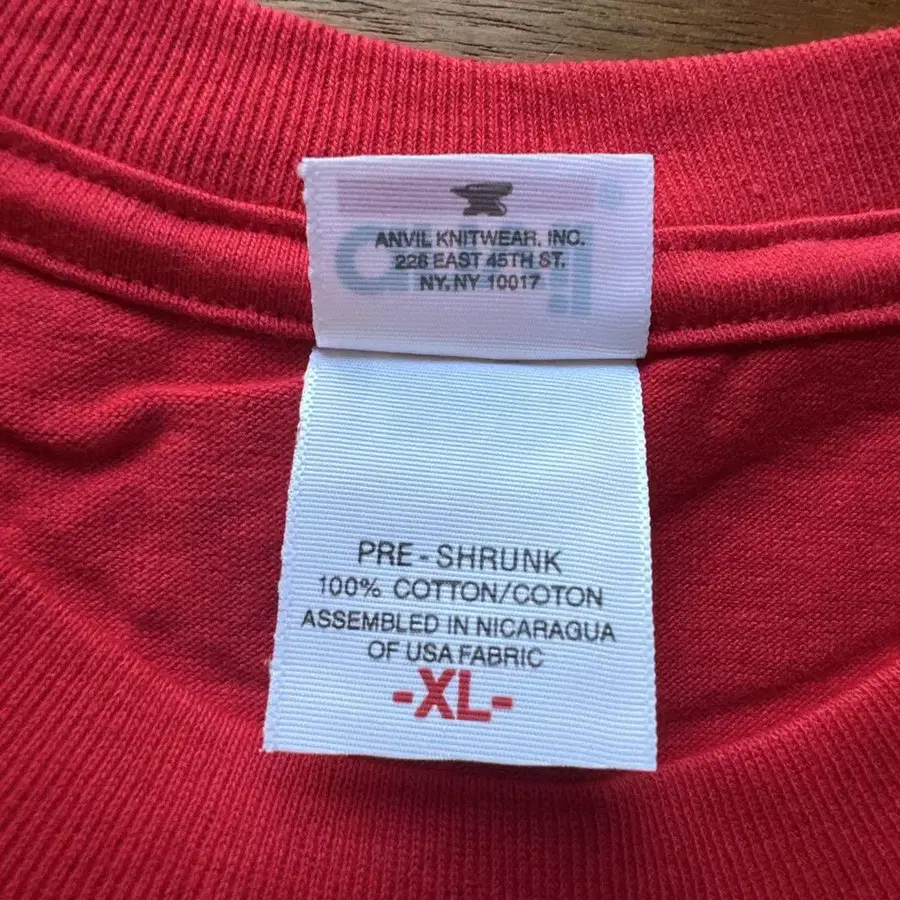 ANVIL KNITWEAR, INC.
226 EAST 45TH ST.
NY, NY 10017
PRE - SHRUNK
100% COTTON/COTON
ASSEMBLED IN NICARAGUA
OF USA FABRIC
-XL-